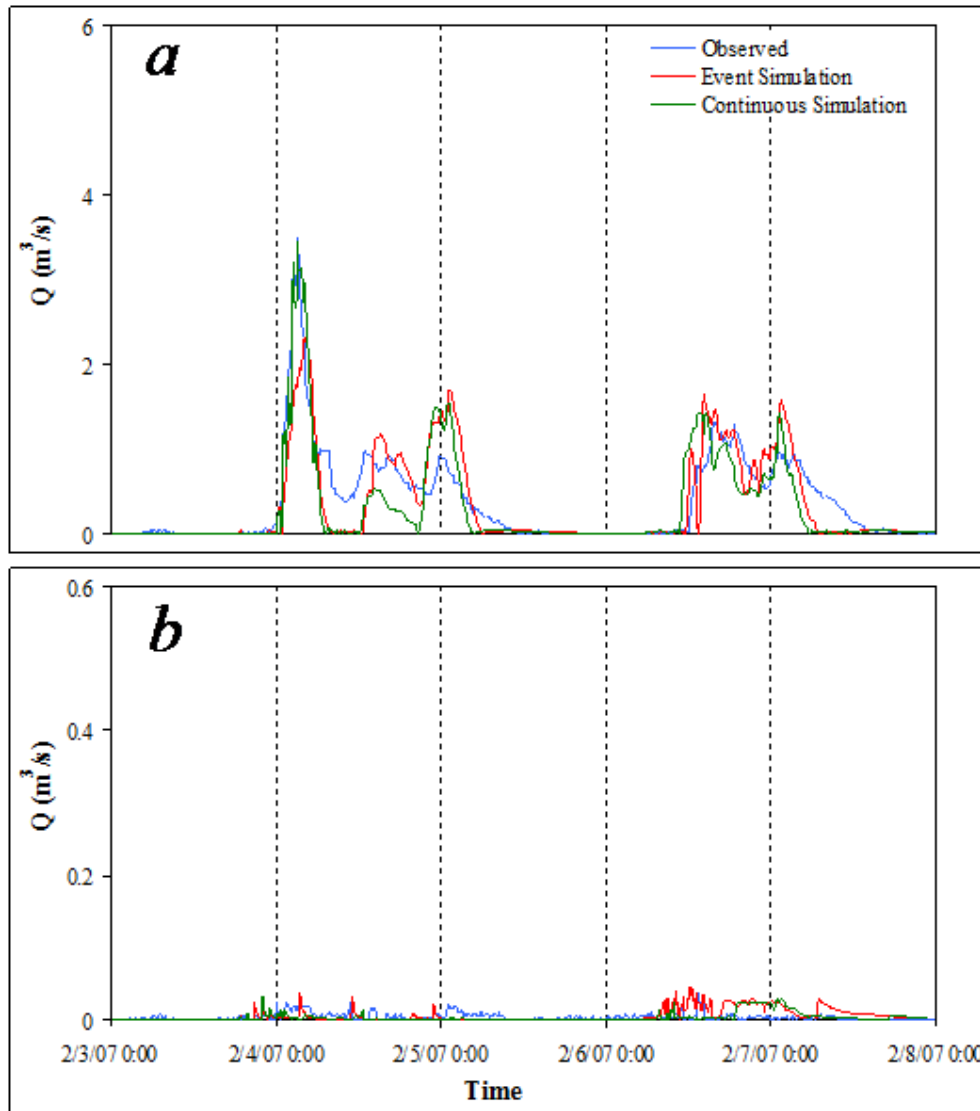 a
6
4
2
0
Q (m³/s)
Observed
Event Simulation
Continuous Simulation
b
0.6
0.4
0.2
0
Q (m³/s)
2/3/07 0:00 2/4/07 0:00 2/5/07 0:00 2/6/07 0:00 2/7/07 0:00 2/8/07 0:00
Time